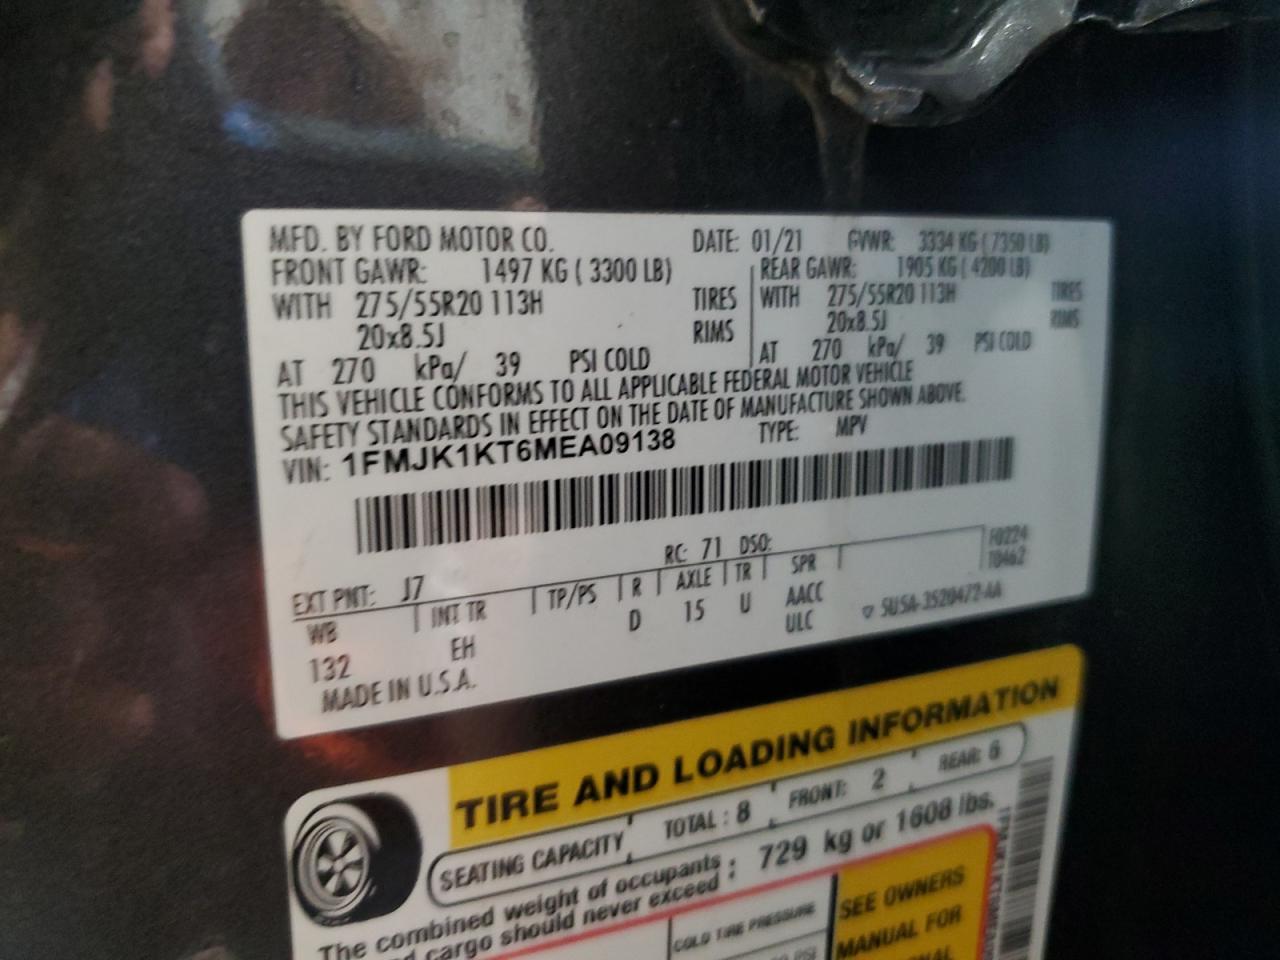 MFD. BY FORD MOTOR CO. DATE: 01/21 GVWR: 3334 KG ( 7350 LB)
FRONT GAWR: 1497 KG ( 3300 LB) REAR GAWR: 1905 KG ( 4200 LB)
WITH 275/55R20 113H TIRES WITH 275/55R20 113H TIRES
20x8.5J RIMS 20x8.5J RIMS
AT 270 kPa/ 39 PSI COLD AT 270 kPa/ 39 PSI COLD
THIS VEHICLE CONFORMS TO ALL APPLICABLE FEDERAL MOTOR VEHICLE
SAFETY STANDARDS IN EFFECT ON THE DATE OF MANUFACTURE SHOWN ABOVE.
VIN: 1FMJK1KT6MEA09138 TYPE: MPV
F0224
EXT PNT: J7 RC: 71 DSO: T0462
WB INT TR TP/PS R AXLE TR SPR
132 EH D 15 U AACC
ULC ▽ 5U5A-3520472-AA
MADE IN U.S.A.
TIRE AND LOADING INFORMATION
SEATING CAPACITY TOTAL : 8 FRONT: 2 REAR: 6
The combined weight of occupants
cargo should never exceed : 729 kg or 1608 lbs.
COLD TIRE PRESSURE
PSI
SEE OWNERS
MANUAL FOR